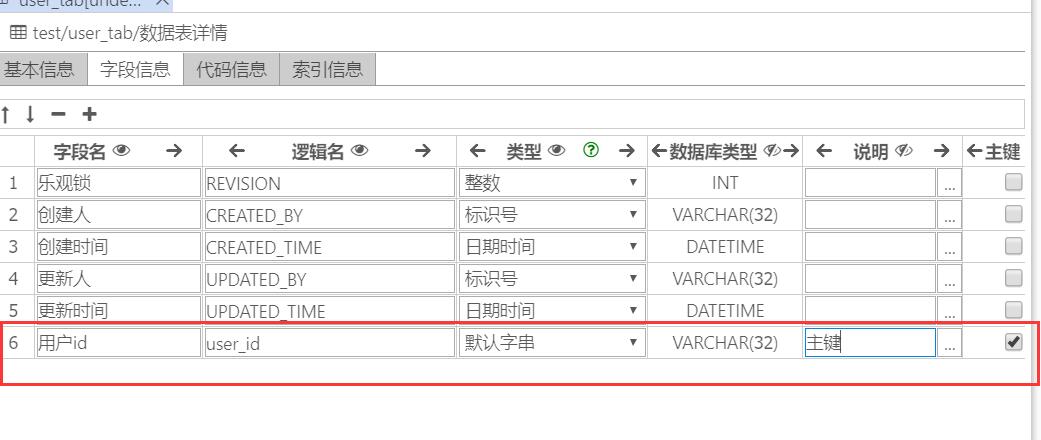 user_tab[unde...
test/user_tab/数据表详情
基本信息 字段信息 代码信息 索引信息
字段名 逻辑名 类型 数据库类型 说明 主键
1 乐观锁 REVISION 整数 INT ...
2 创建人 CREATED_BY 标识号 VARCHAR(32) ...
3 创建时间 CREATED_TIME 日期时间 DATETIME ...
4 更新人 UPDATED_BY 标识号 VARCHAR(32) ...
5 更新时间 UPDATED_TIME 日期时间 DATETIME ...
6 用户id user_id 默认字串 VARCHAR(32) 主键 ...